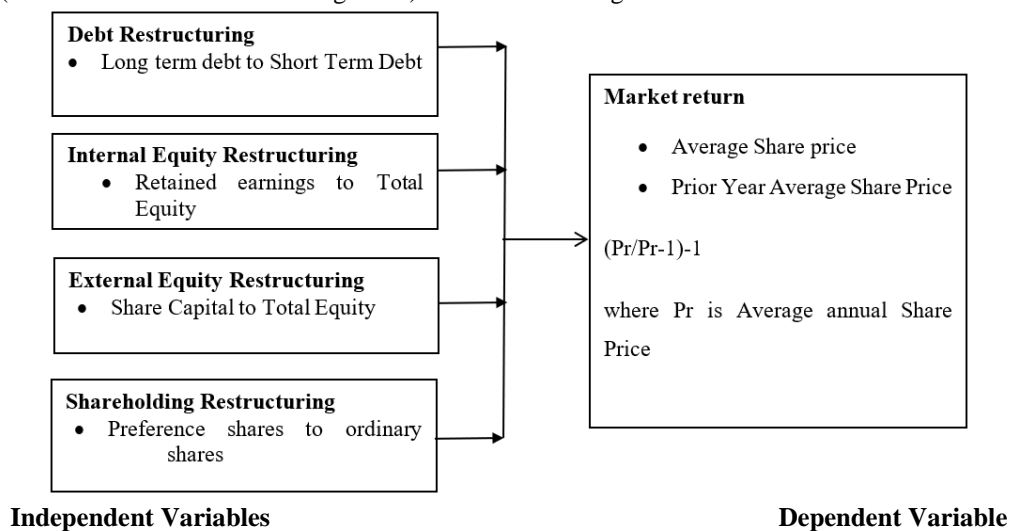 Debt Restructuring
• Long term debt to Short Term Debt
Internal Equity Restructuring
• Retained earnings to Total
Equity
External Equity Restructuring
• Share Capital to Total Equity
Shareholding Restructuring
• Preference shares to ordinary
shares
Market return
• Average Share price
• Prior Year Average Share Price
(Pr/Pr-1)-1
where Pr is Average annual Share
Price
Independent Variables
Dependent Variable